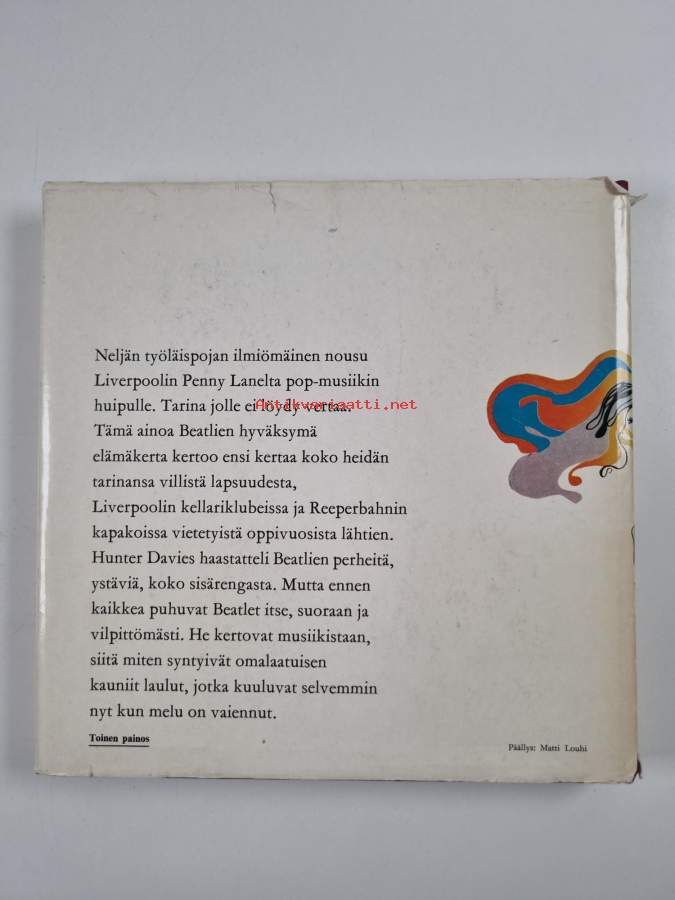 Neljän työläispojan ilmiömäinen nousu
Liverpoolin Penny Lanelta pop-musiikin
huipulle. Tarina jolle ei löydy vertaa.
Antikvariaatti.net
Tämä ainoa Beatlien hyväksymä
elämäkerta kertoo ensi kertaa koko heidän
tarinansa villistä lapsuudesta,
Liverpoolin kellariklubeissa ja Reeperbahnin
kapakoissa vietetyistä oppivuosista lähtien.
Hunter Davies haastatteli Beatlien perheitä,
ystäviä, koko sisärengasta. Mutta ennen
kaikkea puhuvat Beatlet itse, suoraan ja
vilpittömästi. He kertovat musiikistaan,
siitä miten syntyivät omalaatuisen
kauniit laulut, jotka kuuluvat selvemmin
nyt kun melu on vaiennut.
Toinen painos
Päällys: Matti Louhi